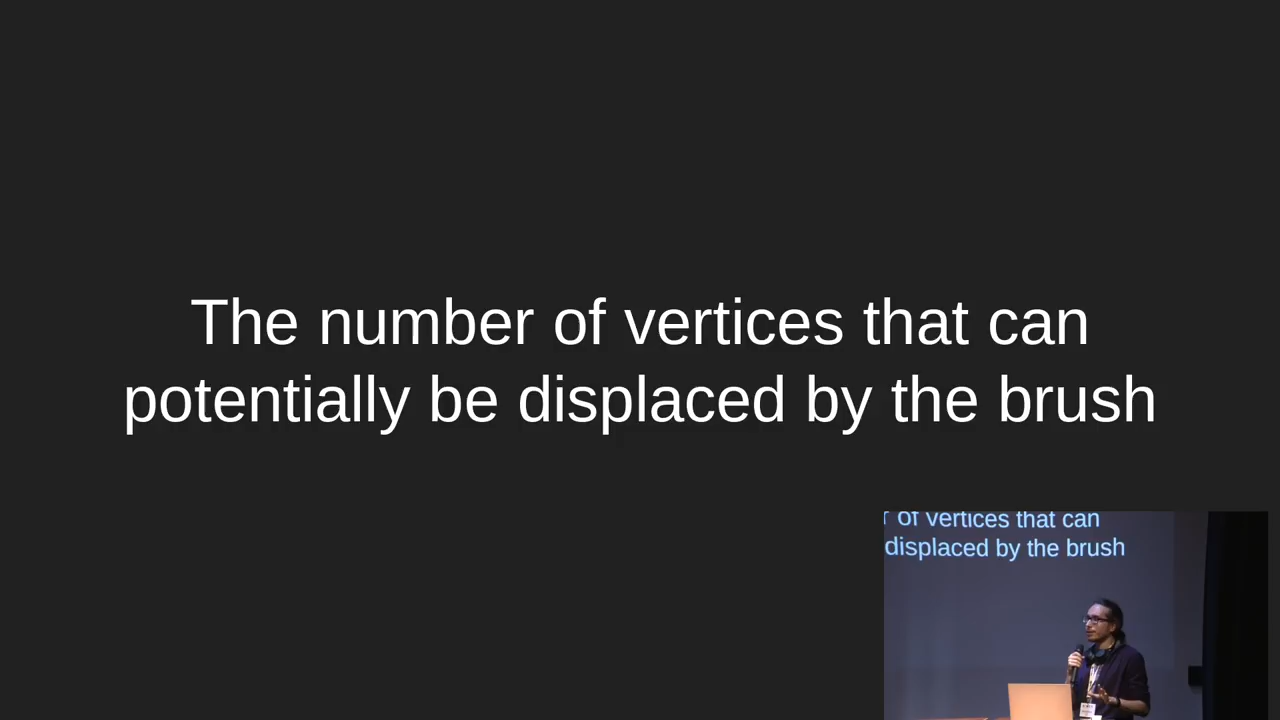 The number of vertices that can
potentially be displaced by the brush
of vertices that can
displaced by the brush